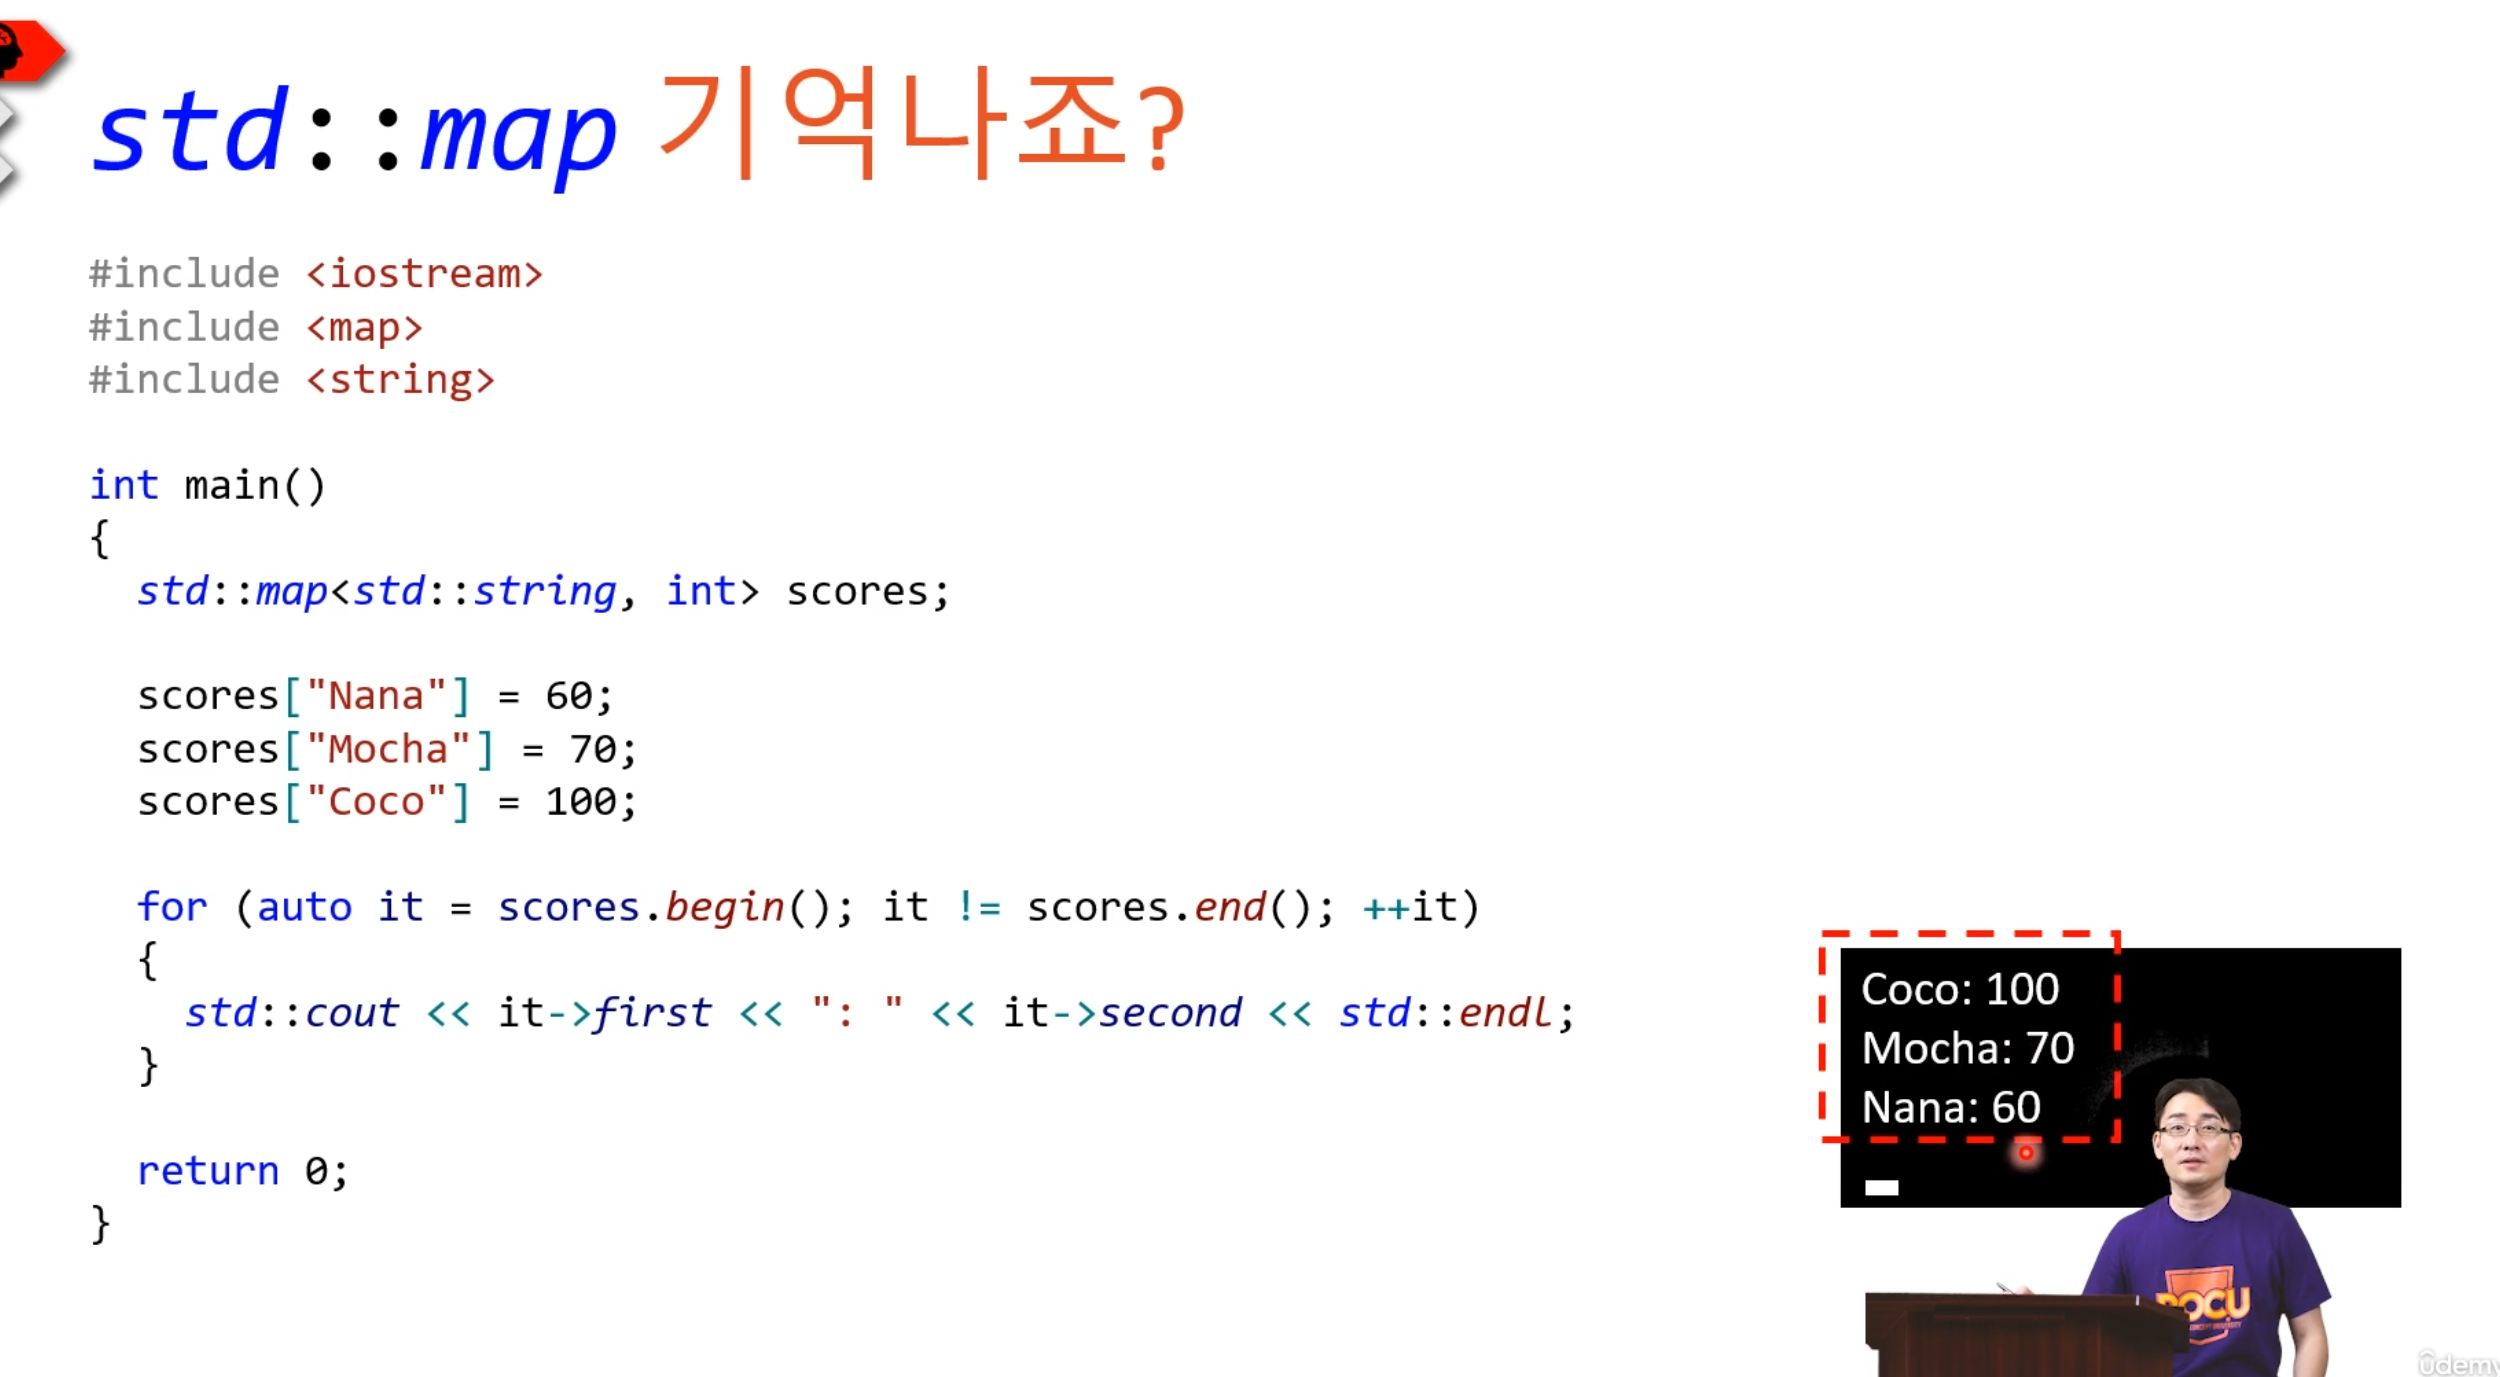 std::map 기억나죠?
#include <iostream>
#include <map>
#include <string>
int main()
{
std::map<std::string, int> scores;
scores["Nana"] = 60;
scores["Mocha"] = 70;
scores["Coco"] = 100;
for (auto it = scores.begin(); it != scores.end(); ++it)
{
std::cout << it->first << ": " << it->second << std::endl;
}
return 0;
}
Coco: 100
Mocha: 70
Nana: 60
POCU
ûdemy